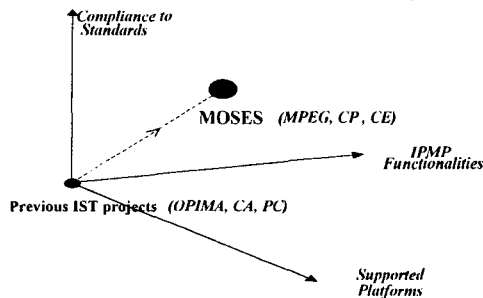 Compliance to
Standards
MOSES (MPEG, CP, CE)
IPMP
Functionalities
Previous IST projects (OPIMA, CA, PC)
Supported
Platforms